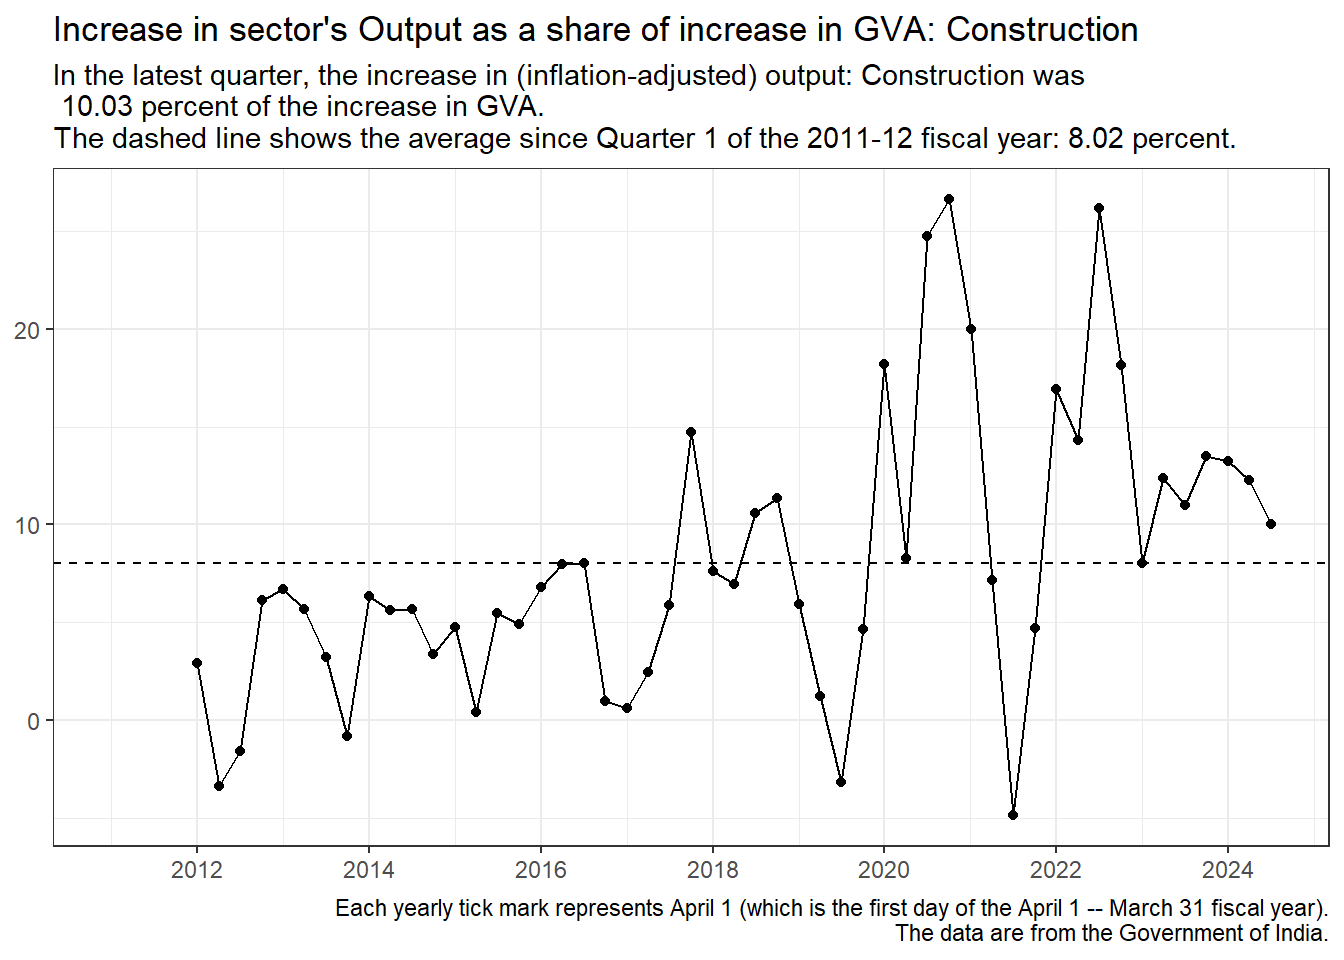 Increase in sector's Output as a share of increase in GVA: Construction
In the latest quarter, the increase in (inflation-adjusted) output: Construction was
10.03 percent of the increase in GVA.
The dashed line shows the average since Quarter 1 of the 2011-12 fiscal year: 8.02 percent.
20
10
0
2012 2014 2016 2018 2020 2022 2024
Each yearly tick mark represents April 1 (which is the first day of the April 1 -- March 31 fiscal year).
The data are from the Government of India.